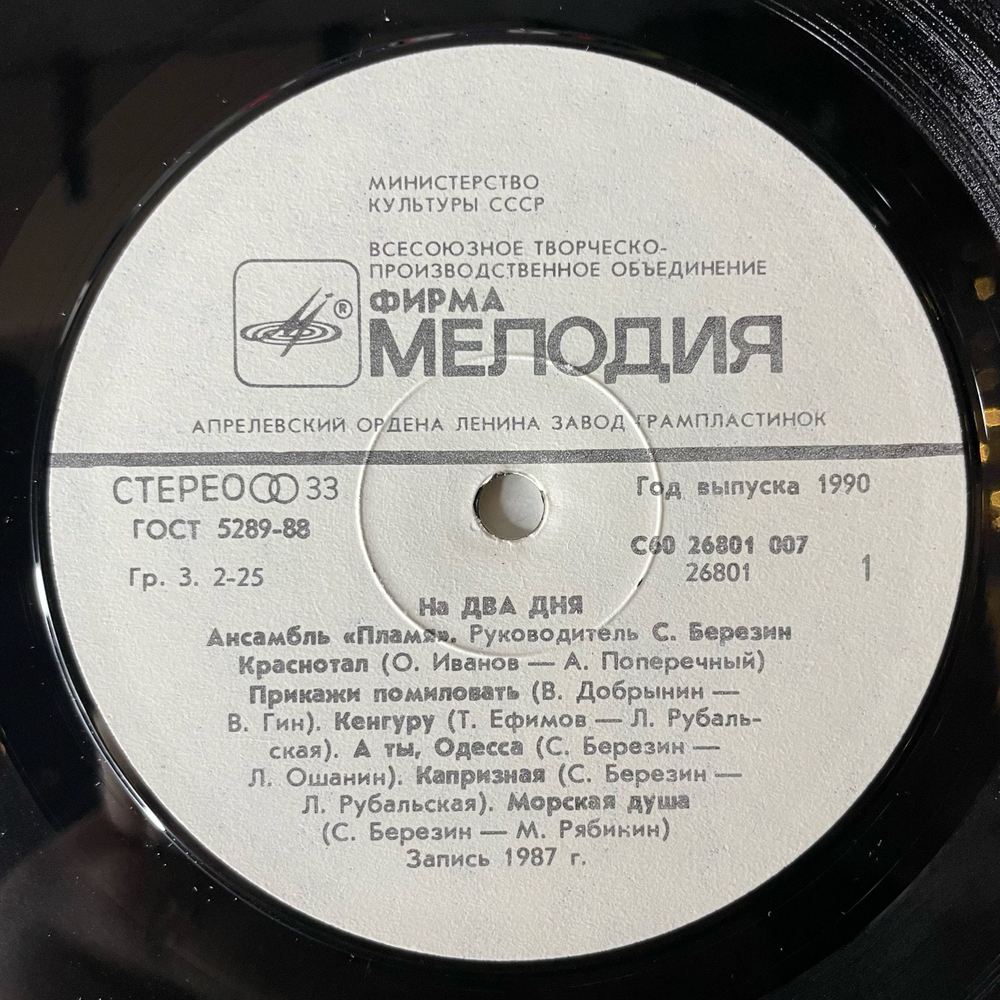 МИНИСТЕРСТВО
КУЛЬТУРЫ СССР
ВСЕСОЮЗНОЕ ТВОРЧЕСКО-
ПРОИЗВОДСТВЕННОЕ ОБЪЕДИНЕНИЕ
®
ФИРМА
МЕЛОДИЯ
АПРЕЛЕВСКИЙ ОРДЕНА ЛЕНИНА ЗАВОД ГРАМПЛАСТИНОК
СТЕРЕО 33
ГОСТ 5289-88
Гр. 3. 2-25
Год выпуска 1990
С60 26801 007
26801 1
На ДВА ДНЯ
Ансамбль «Пламя». Руководитель С. Березин
Краснотал (О. Иванов — А. Поперечный)
Прикажи помиловать (В. Добрынин —
В. Гин). Кенгуру (Т. Ефимов — Л. Рубаль-
ская). А ты, Одесса (С. Березин —
Л. Ошанин). Капризная (С. Березин —
Л. Рубальская). Морская душа
(С. Березин — М. Рябикин)
Запись 1987 г.